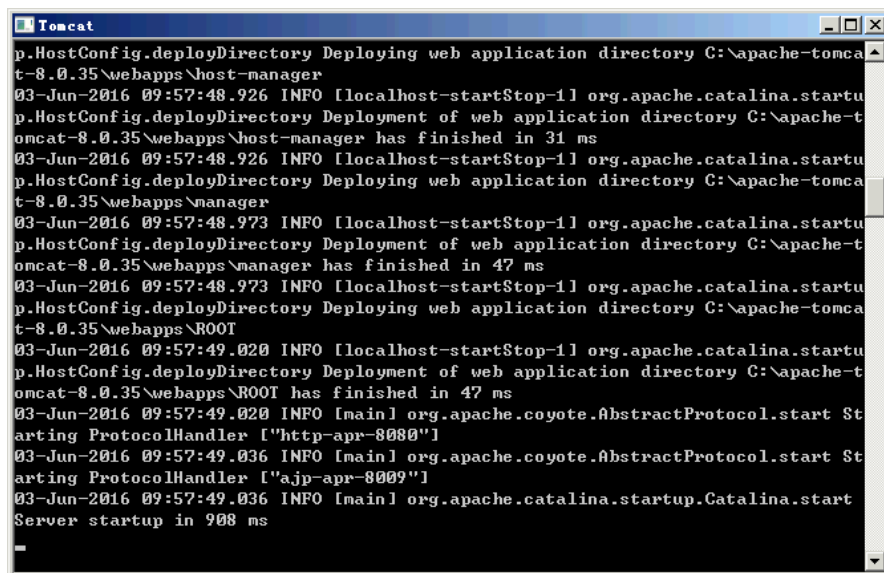 Tomcat
p.HostConfig.deployDirectory Deploying web application directory C:\apache-tomca
t-8.0.35\webapps\host-manager
03-Jun-2016 09:57:48.926 INFO [localhost-startStop-1] org.apache.catalina.startu
p.HostConfig.deployDirectory Deployment of web application directory C:\apache-t
omcat-8.0.35\webapps\host-manager has finished in 31 ms
03-Jun-2016 09:57:48.926 INFO [localhost-startStop-1] org.apache.catalina.startu
p.HostConfig.deployDirectory Deploying web application directory C:\apache-tomca
t-8.0.35\webapps\manager
03-Jun-2016 09:57:48.973 INFO [localhost-startStop-1] org.apache.catalina.startu
p.HostConfig.deployDirectory Deployment of web application directory C:\apache-t
omcat-8.0.35\webapps\manager has finished in 47 ms
03-Jun-2016 09:57:48.973 INFO [localhost-startStop-1] org.apache.catalina.startu
p.HostConfig.deployDirectory Deploying web application directory C:\apache-tomca
t-8.0.35\webapps\ROOT
03-Jun-2016 09:57:49.020 INFO [localhost-startStop-1] org.apache.catalina.startu
p.HostConfig.deployDirectory Deployment of web application directory C:\apache-t
omcat-8.0.35\webapps\ROOT has finished in 47 ms
03-Jun-2016 09:57:49.020 INFO [main] org.apache.coyote.AbstractProtocol.start St
arting ProtocolHandler ["http-apr-8080"]
03-Jun-2016 09:57:49.036 INFO [main] org.apache.coyote.AbstractProtocol.start St
arting ProtocolHandler ["ajp-apr-8009"]
03-Jun-2016 09:57:49.036 INFO [main] org.apache.catalina.startup.Catalina.start
Server startup in 908 ms